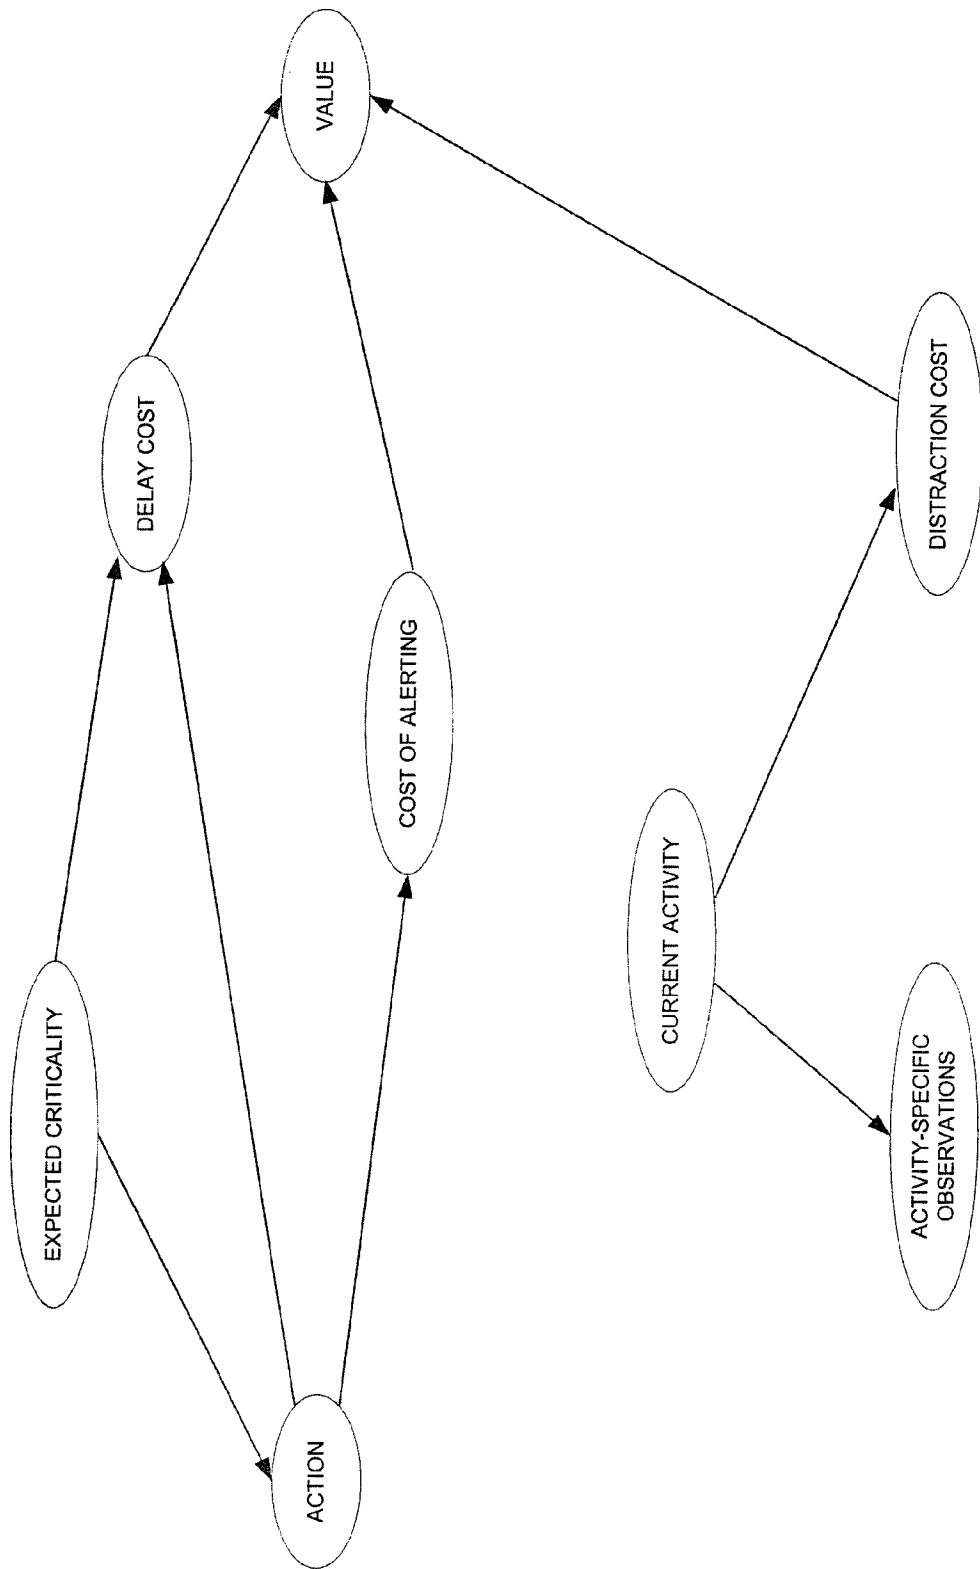 EXPECTED CRITICALITY
DELAY COST
ACTION
VALUE
COST OF ALERTING
CURRENT ACTIVITY
ACTIVITY-SPECIFIC
OBSERVATIONS
DISTRACTION COST